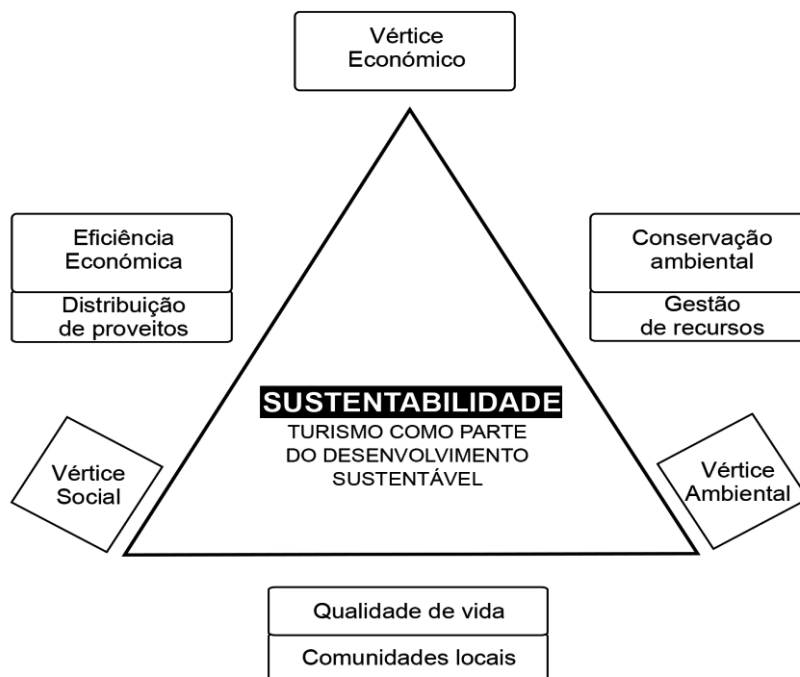 Vértice
Económico
Eficiência
Económica
Distribuição
de proveitos
Conservação
ambiental
Gestão
de recursos
SUSTENTABILIDADE
TURISMO COMO PARTE
DO DESENVOLVIMENTO
SUSTENTÁVEL
Vértice
Social
Vértice
Ambiental
Qualidade de vida
Comunidades locais